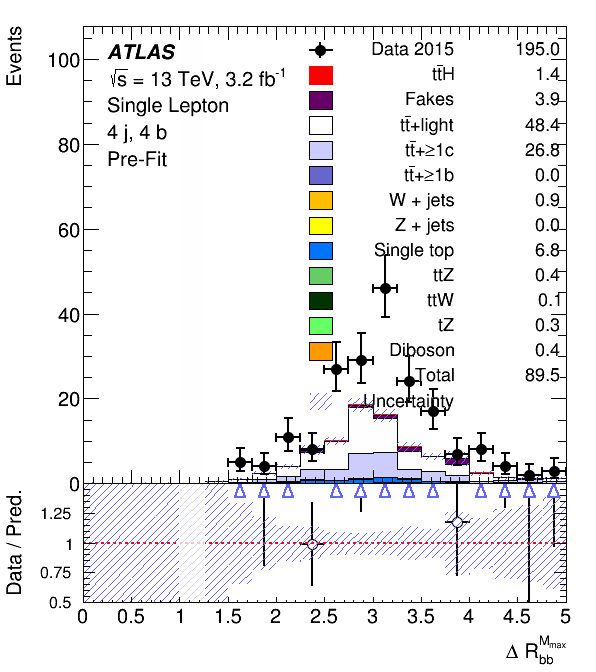 Events
100
80
60
40
20
0
ATLAS
√s = 13 TeV, 3.2 fb⁻¹
Single Lepton
4 j, 4 b
Pre-Fit
Data 2015 195.0
tt̄H 1.4
Fakes 3.9
tt̄+light 48.4
tt̄+≥1c 26.8
tt̄+≥1b 0.0
W + jets 0.9
Z + jets 0.0
Single top 6.8
ttZ 0.4
ttW 0.1
tZ 0.3
Diboson 0.4
Total 89.5
Uncertainty
Data / Pred.
1.25
1
0.75
0.5
0 0.5 1 1.5 2 2.5 3 3.5 4 4.5 5
Δ R_bb^Mmax